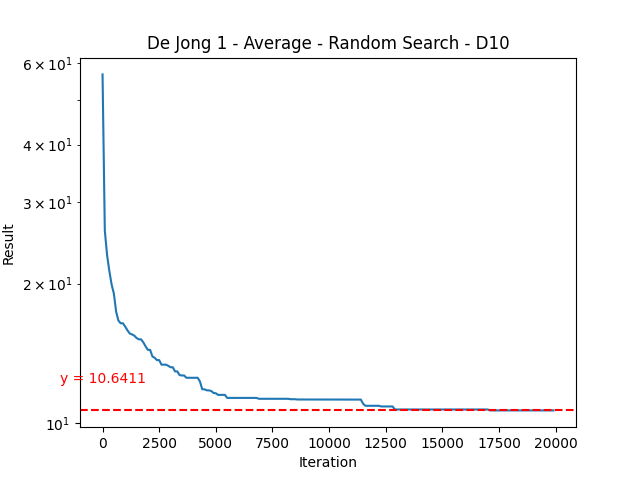 De Jong 1 - Average - Random Search - D10
6 × 10¹
4 × 10¹
3 × 10¹
2 × 10¹
10¹
Result
y = 10.6411
0 2500 5000 7500 10000 12500 15000 17500 20000
Iteration